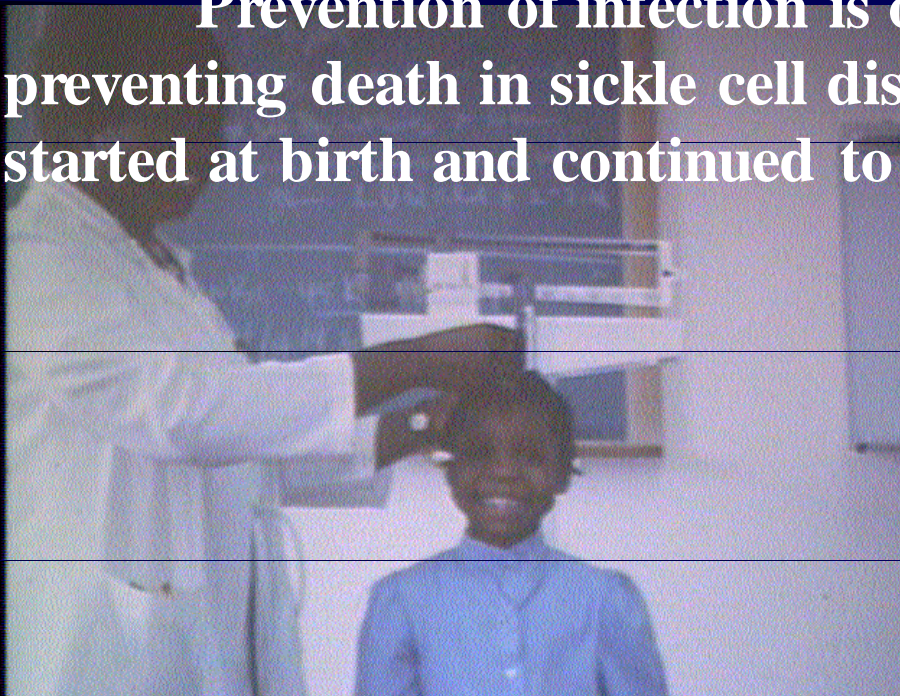 Prevention of infection is
preventing death in sickle cell
started at birth and continued to